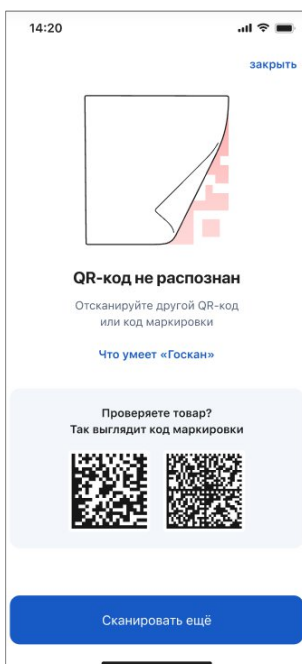 14:20
закрыть
QR-код не распознан
Отсканируйте другой QR-код
или код маркировки
Что умеет «Госкан»
Проверяете товар?
Так выглядит код маркировки
Сканировать ещё